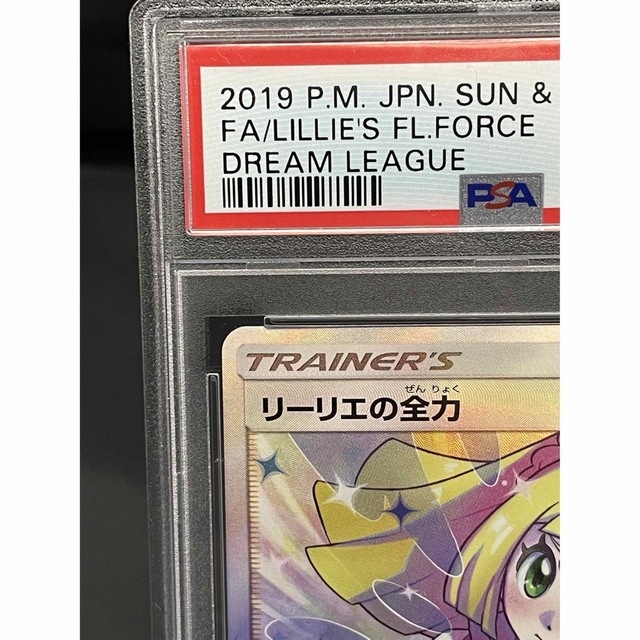 2019 P.M. JPN. SUN &
FA/LILLIE'S FL.FORCE
DREAM LEAGUE
PSA
TRAINER'S
ぜんりょく
リーリエの全力